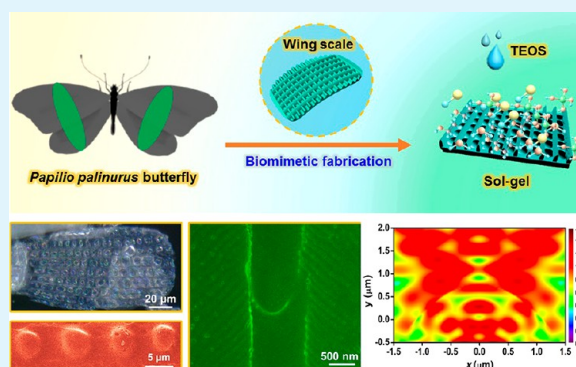 Wing scale
TEOS
Papilio palinurus butterfly
Biomimetic fabrication
Sol-gel
20 μm
5 μm
500 nm
y (μm)
2.0
1.5
1.0
0.5
0.0
-0.5
-1.5 -1.0 -0.5 0.0 0.5 1.0 1.5
x (μm)